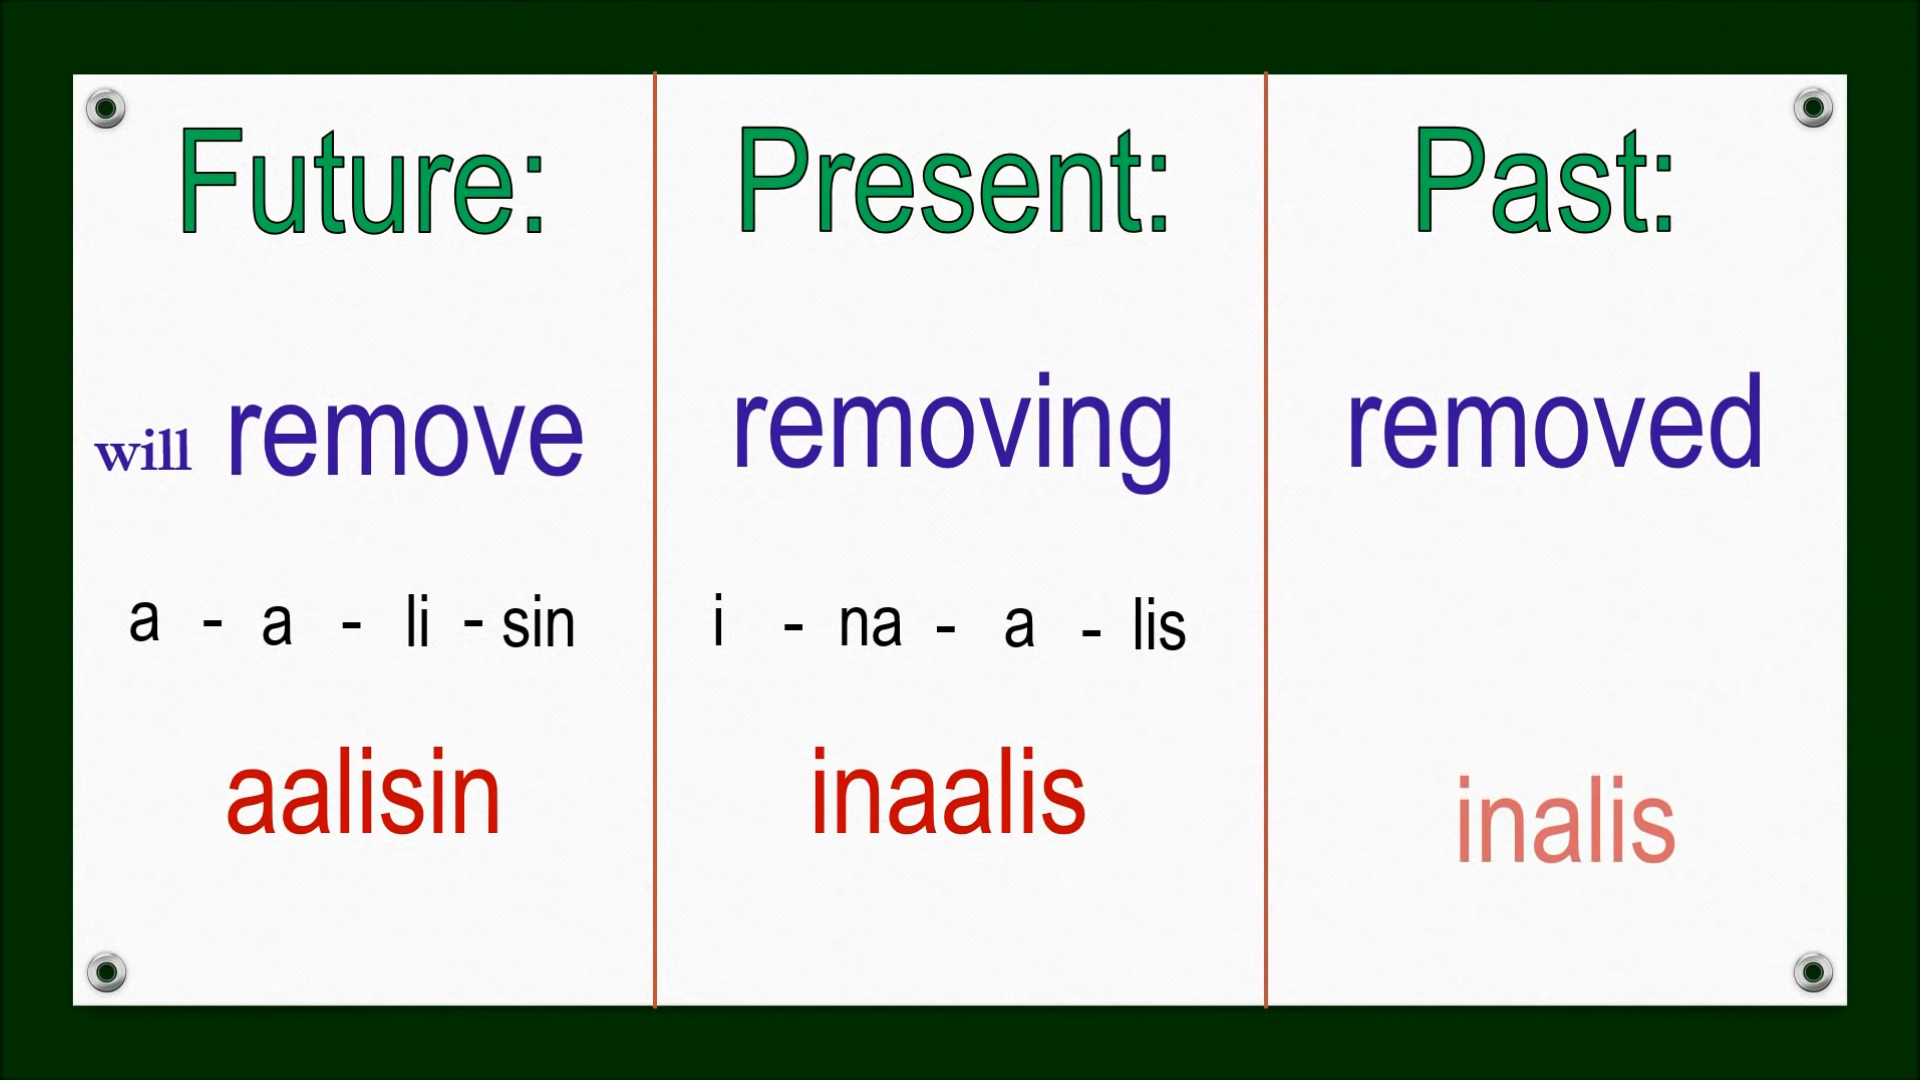 Future:
will remove
a - a - li - sin
aalisin
Present:
removing
i - na - a - lis
inaalis
Past:
removed
inalis